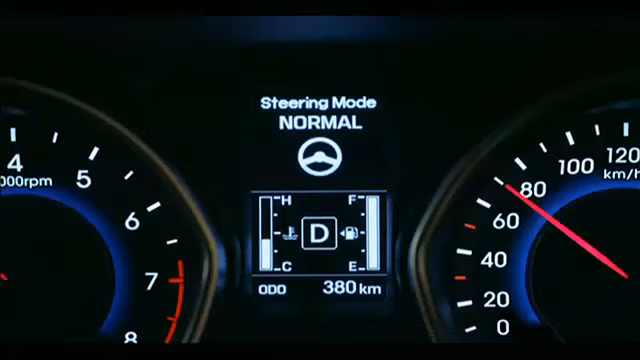 Steering Mode
NORMAL
4
000rpm
5
6
7
8
H
F
D
C
E
ODO
380 km
120
km/h
100
80
60
40
20
0